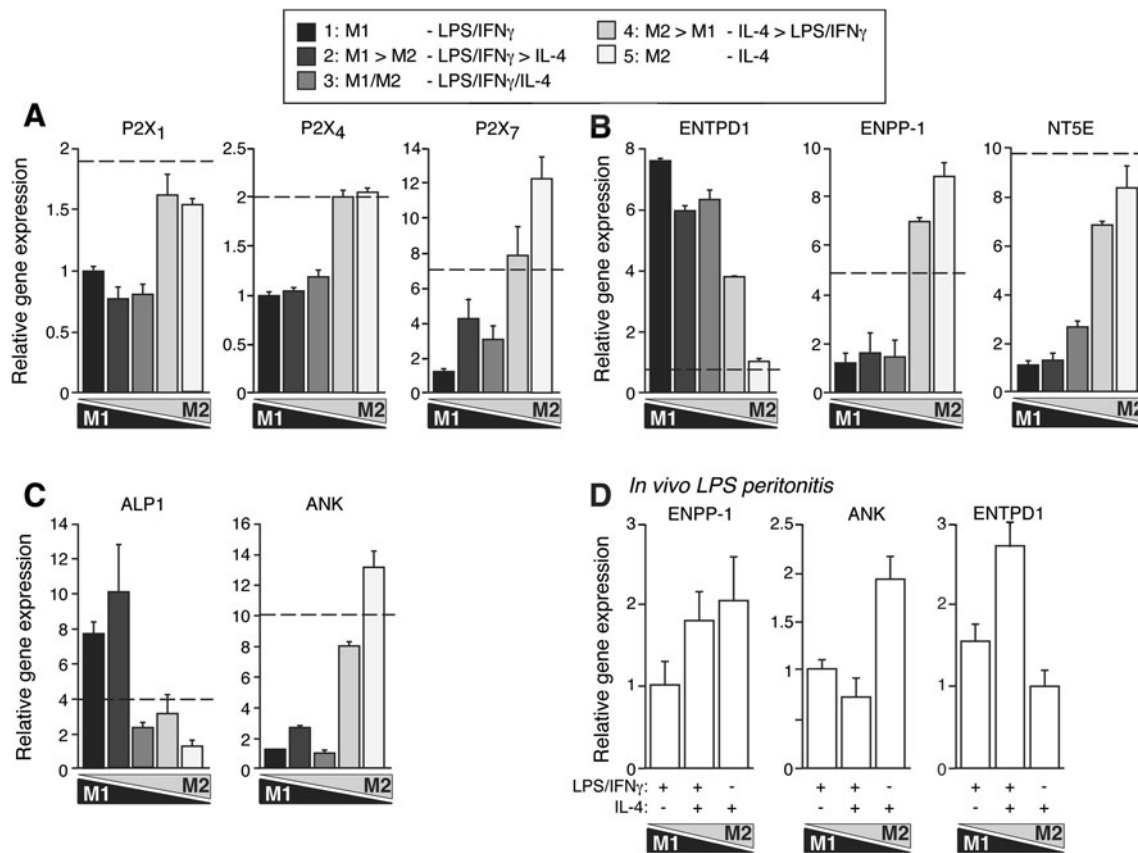 1: M1 - LPS/IFNγ
2: M1 > M2 - LPS/IFNγ > IL-4
3: M1/M2 - LPS/IFNγ/IL-4
4: M2 > M1 - IL-4 > LPS/IFNγ
5: M2 - IL-4
A
P2X1
P2X4
P2X7
Relative gene expression
2
1.5
1
0.5
0
2.5
2
1.5
1
0.5
0
14
12
10
8
6
4
2
0
M1 M2
M1 M2
M1 M2
B
ENTPD1
ENPP-1
NT5E
Relative gene expression
8
6
4
2
0
10
8
6
4
2
0
10
8
6
4
2
0
M1 M2
M1 M2
M1 M2
C
ALP1
ANK
Relative gene expression
14
12
10
8
6
4
2
0
16
14
12
10
8
6
4
2
0
M1 M2
M1 M2
D
In vivo LPS peritonitis
ENPP-1
ANK
ENTPD1
Relative gene expression
3
2
1
0
2.5
2
1.5
1
0.5
0
3
2
1
0
LPS/IFNγ: + + - + + - + + -
IL-4: - + + - + + - + +
M1 M2
M1 M2
M1 M2